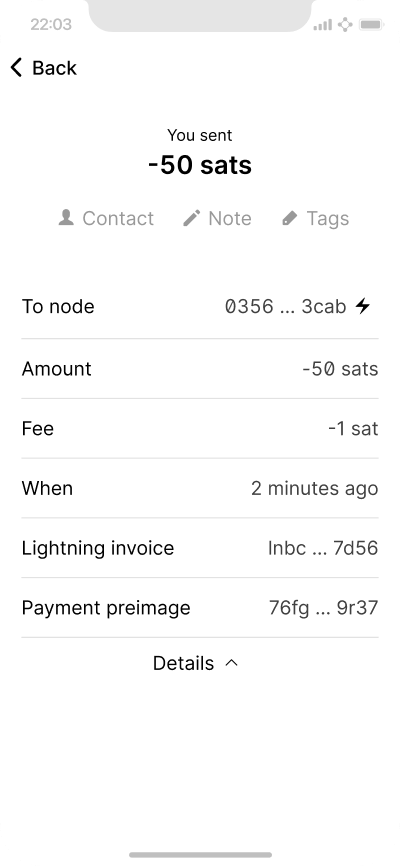 22:03
Back
You sent
-50 sats
Contact Note Tags
To node 0356 ... 3cab
Amount -50 sats
Fee -1 sat
When 2 minutes ago
Lightning invoice lnbc ... 7d56
Payment preimage 76fg ... 9r37
Details